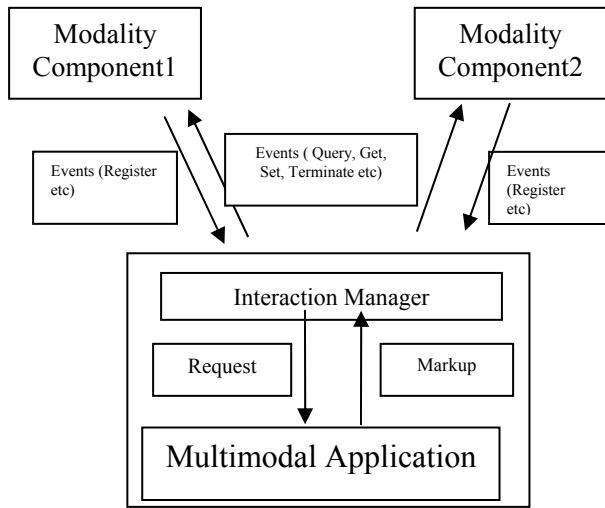 Modality
Component1
Modality
Component2
Events (Register
etc)
Events ( Query, Get,
Set, Terminate etc)
Events
(Register
etc)
Interaction Manager
Request
Markup
Multimodal Application